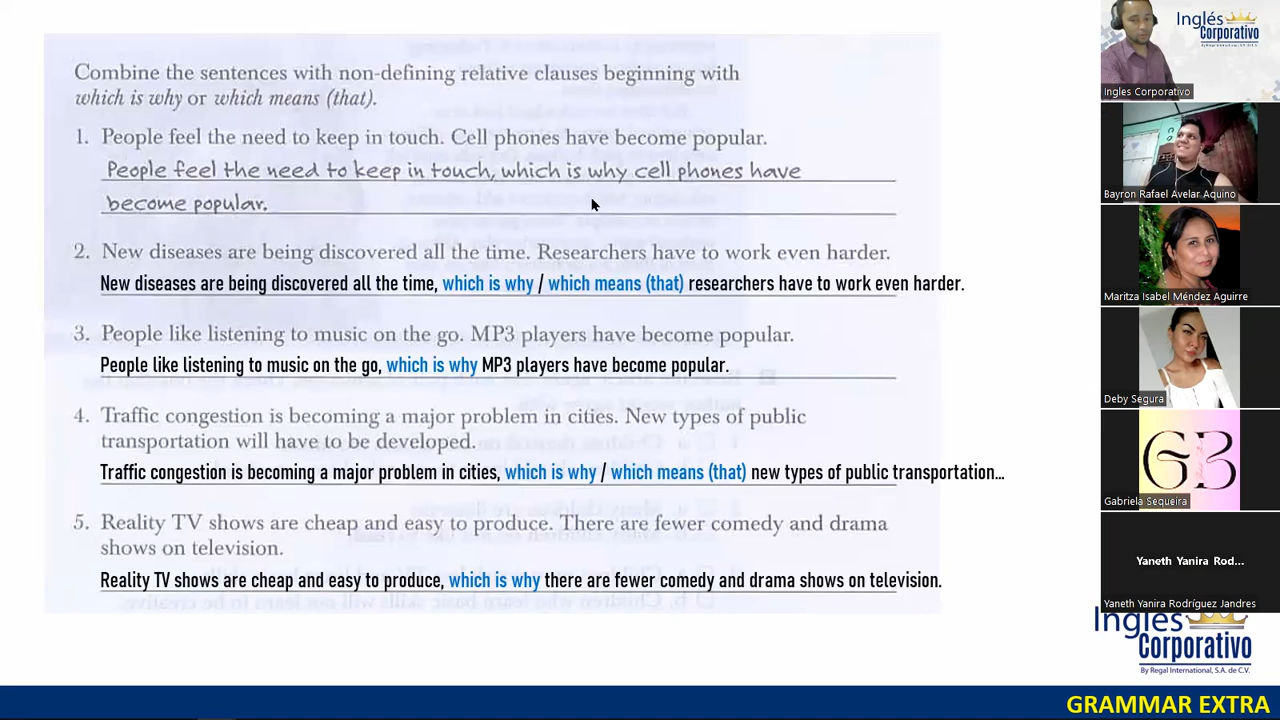 Combine the sentences with non-defining relative clauses beginning with
which is why or which means (that).
1. People feel the need to keep in touch. Cell phones have become popular.
People feel the need to keep in touch, which is why cell phones have
become popular.
2. New diseases are being discovered all the time. Researchers have to work even harder.
New diseases are being discovered all the time, which is why / which means (that) researchers have to work even harder.
3. People like listening to music on the go. MP3 players have become popular.
People like listening to music on the go, which is why MP3 players have become popular.
4. Traffic congestion is becoming a major problem in cities. New types of public
transportation will have to be developed.
Traffic congestion is becoming a major problem in cities, which is why / which means (that) new types of public transportation...
5. Reality TV shows are cheap and easy to produce. There are fewer comedy and drama
shows on television.
Reality TV shows are cheap and easy to produce, which is why there are fewer comedy and drama shows on television.
Inglés
Corporativo
By Regal International, S.A. de C.V.
Ingles Corporativo
Bayron Rafael Avelar Aquino
Maritza Isabel Méndez Aguirre
Deby Segura
GB
Gabriela Sequeira
Yaneth Yanira Rod...
Yaneth Yanira Rodríguez Jandres
Inglés
Corporativo
By Regal International, S.A. de C.V.
GRAMMAR EXTRA